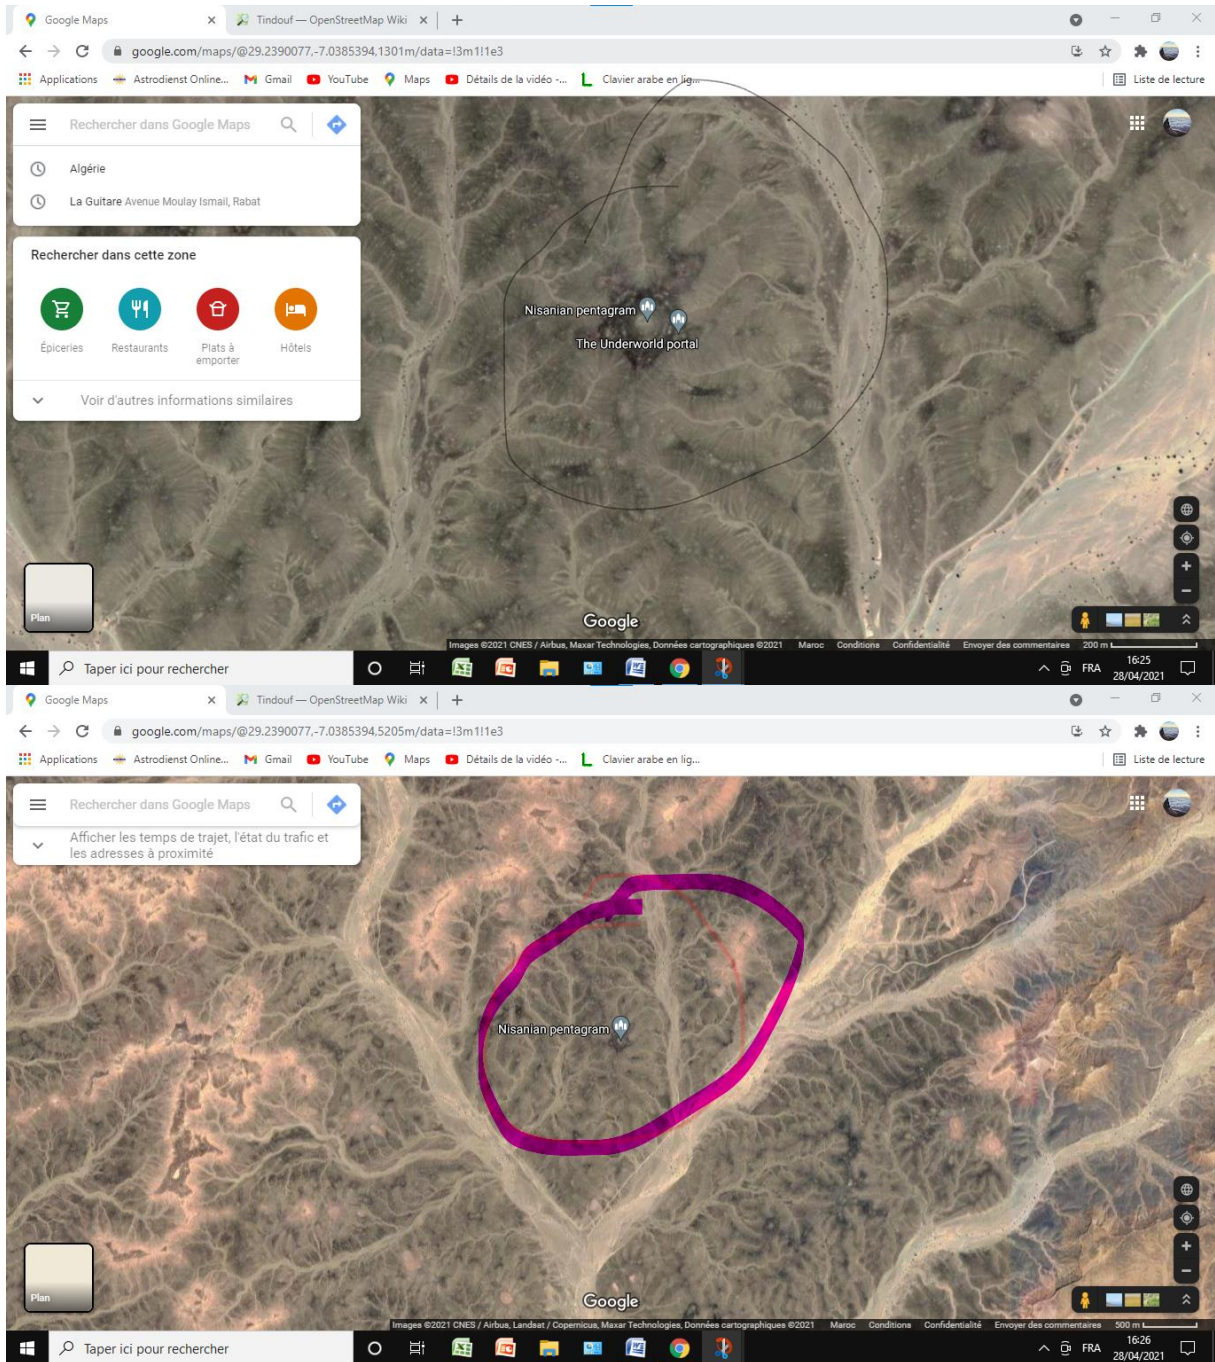 Google Maps
Tindouf — OpenStreetMap Wiki
google.com/maps/@29.2390077,-7.0385394,1301m/data=!3m1!1e3
Applications
Astrodienst Online...
Gmail
YouTube
Maps
Détails de la vidéo -...
Clavier arabe en lig...
Liste de lecture
Rechercher dans Google Maps
Algérie
La Guitare Avenue Moulay Ismail, Rabat
Rechercher dans cette zone
Épiceries
Restaurants
Plats à
emporter
Hôtels
Voir d'autres informations similaires
Nisanian pentagram
The Underworld portal
Plan
Google
Images ©2021 CNES / Airbus, Maxar Technologies, Données cartographiques ©2021 Maroc Conditions Confidentialité Envoyer des commentaires 200 m
Taper ici pour rechercher
FRA
16:25
28/04/2021
Google Maps
Tindouf — OpenStreetMap Wiki
google.com/maps/@29.2390077,-7.0385394,5205m/data=!3m1!1e3
Applications
Astrodienst Online...
Gmail
YouTube
Maps
Détails de la vidéo -...
Clavier arabe en lig...
Liste de lecture
Rechercher dans Google Maps
Afficher les temps de trajet, l'état du trafic et
les adresses à proximité
Nisanian pentagram
Plan
Google
Images ©2021 CNES / Airbus, Landsat / Copernicus, Maxar Technologies, Données cartographiques ©2021 Maroc Conditions Confidentialité Envoyer des commentaires 500 m
Taper ici pour rechercher
FRA
16:26
28/04/2021